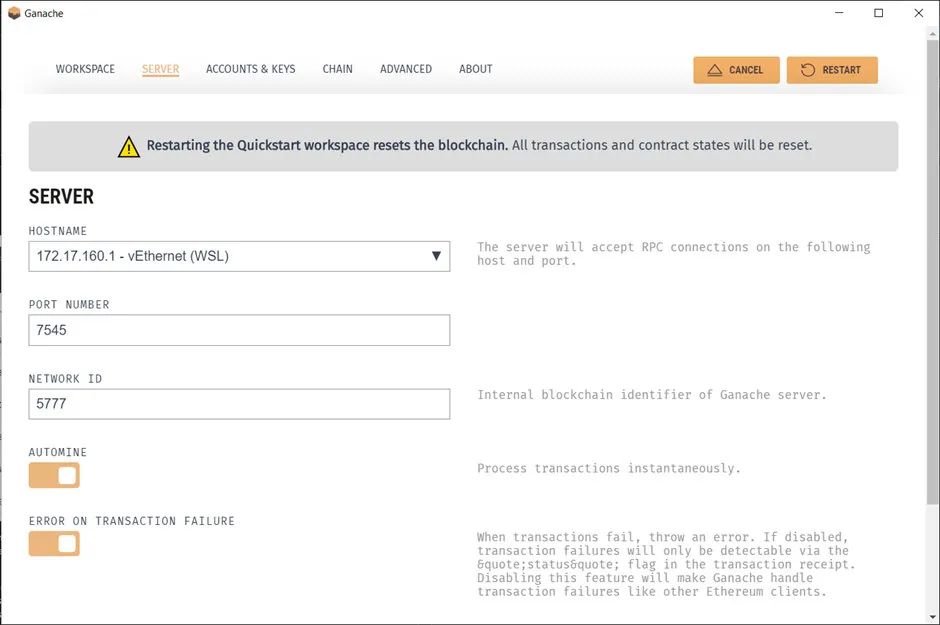 Ganache
WORKSPACE SERVER ACCOUNTS & KEYS CHAIN ADVANCED ABOUT CANCEL RESTART
Restarting the Quickstart workspace resets the blockchain. All transactions and contract states will be reset.
SERVER
HOSTNAME
172.17.160.1 - vEthernet (WSL)
The server will accept RPC connections on the following
host and port.
PORT NUMBER
7545
NETWORK ID
5777
Internal blockchain identifier of Ganache server.
AUTOMINE
Process transactions instantaneously.
ERROR ON TRANSACTION FAILURE
When transactions fail, throw an error. If disabled,
transaction failures will only be detectable via the
&quote;status&quote; flag in the transaction receipt.
Disabling this feature will make Ganache handle
transaction failures like other Ethereum clients.